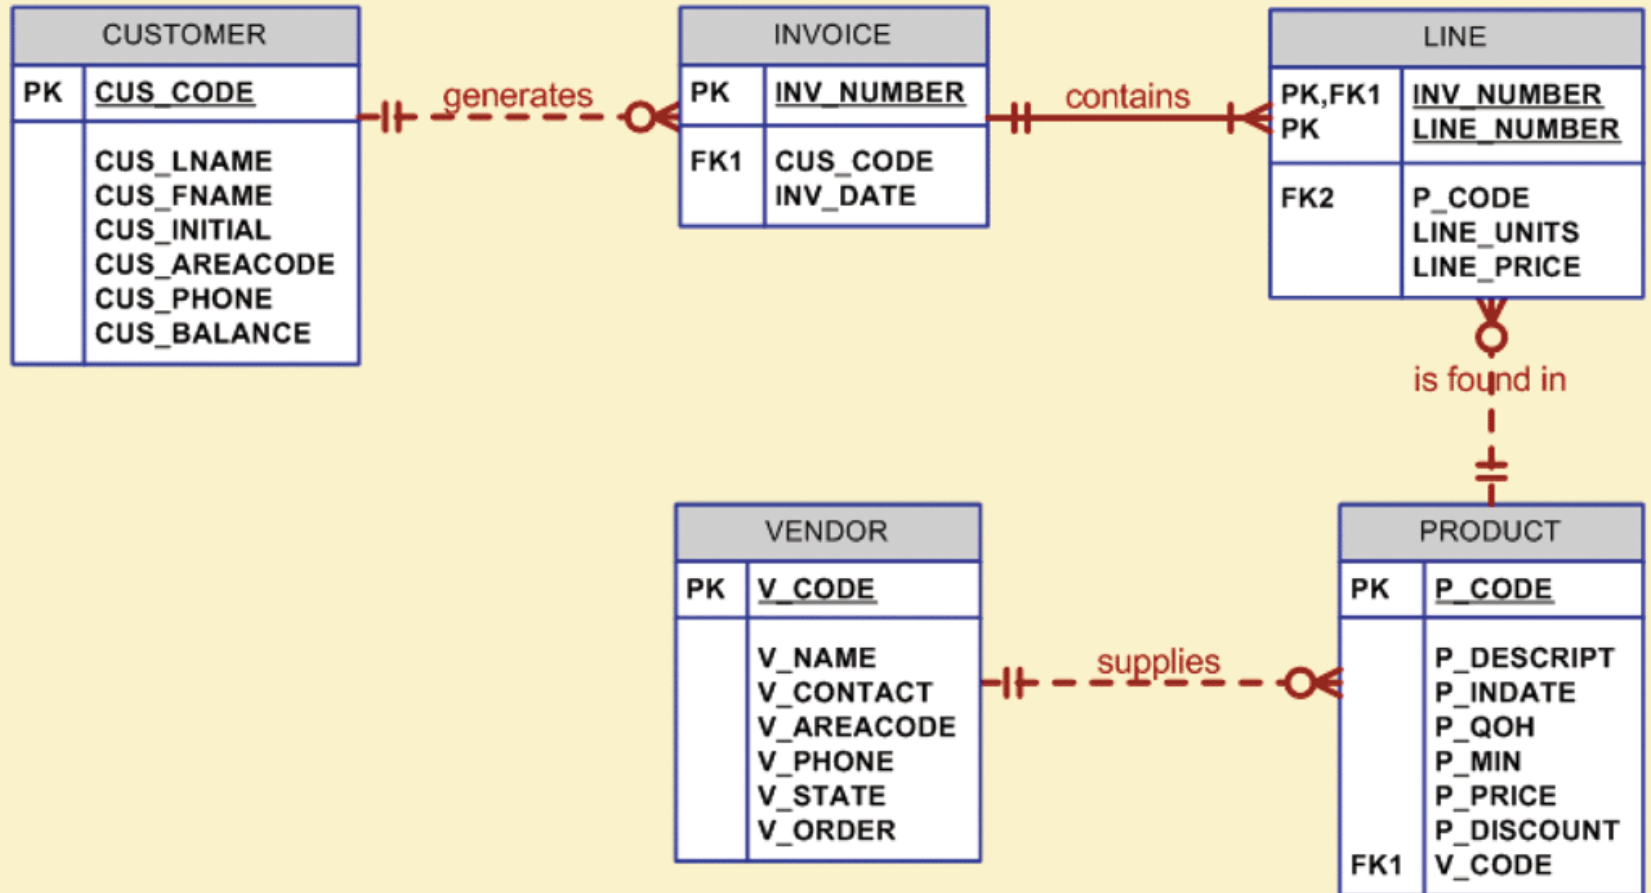 CUSTOMER
PK CUS_CODE
CUS_LNAME
CUS_FNAME
CUS_INITIAL
CUS_AREACODE
CUS_PHONE
CUS_BALANCE
generates
INVOICE
PK INV_NUMBER
FK1 CUS_CODE
INV_DATE
contains
LINE
PK,FK1 INV_NUMBER
PK LINE_NUMBER
FK2 P_CODE
LINE_UNITS
LINE_PRICE
is found in
VENDOR
PK V_CODE
V_NAME
V_CONTACT
V_AREACODE
V_PHONE
V_STATE
V_ORDER
supplies
PRODUCT
PK P_CODE
P_DESCRIPT
P_INDATE
P_QOH
P_MIN
P_PRICE
P_DISCOUNT
FK1 V_CODE